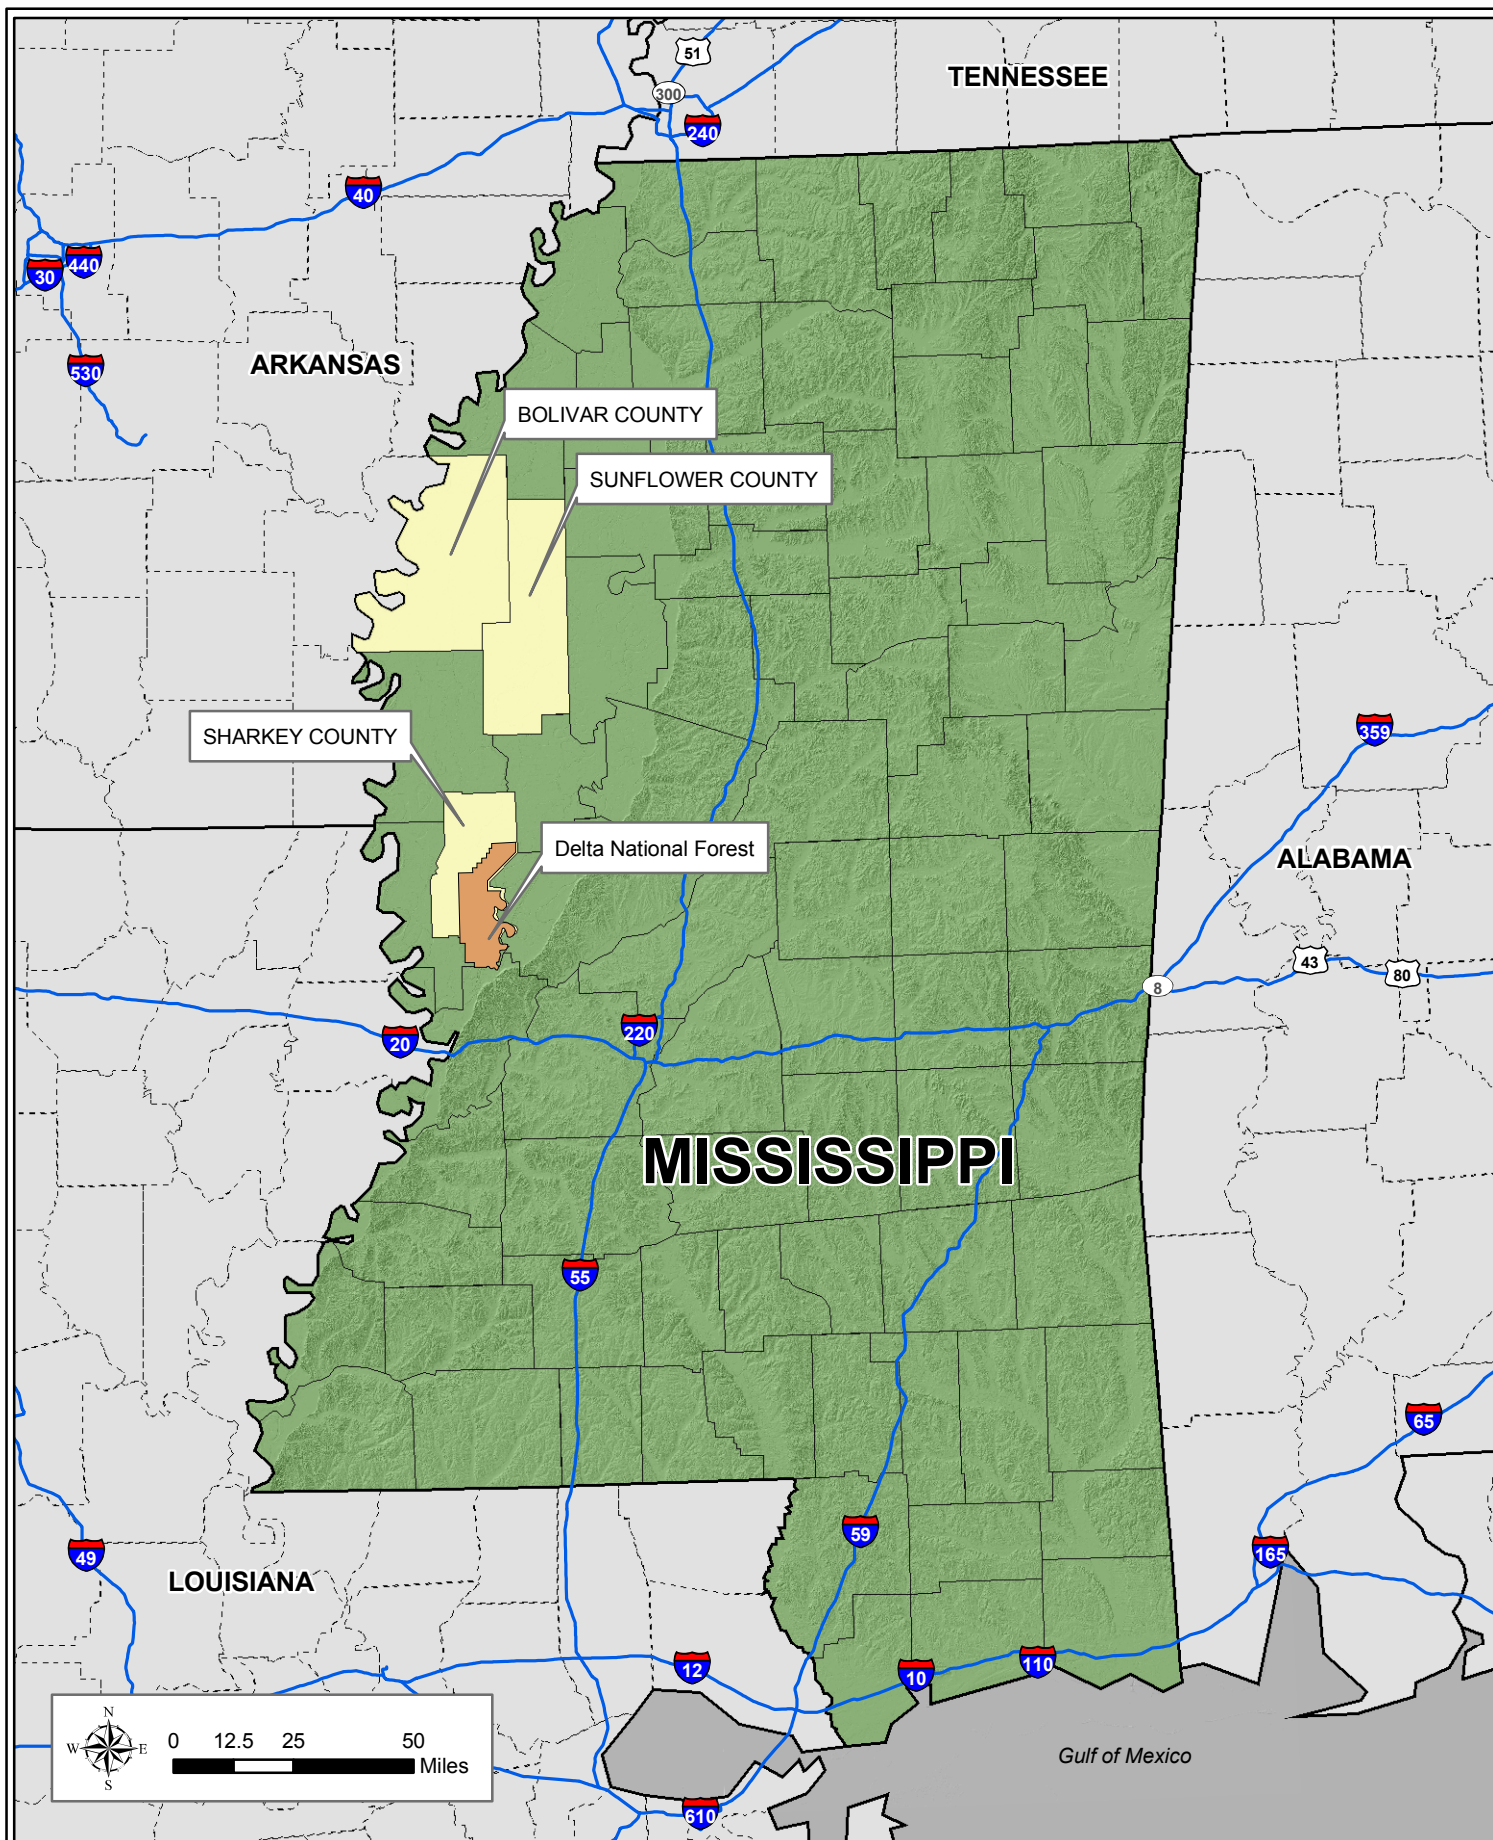 51
TENNESSEE
300
240
40
440
30
ARKANSAS
530
BOLIVAR COUNTY
SUNFLOWER COUNTY
SHARKEY COUNTY
359
Delta National Forest
ALABAMA
43
80
8
220
20
MISSISSIPPI
55
65
59
165
49
LOUISIANA
12
10
110
N
W
E
S
0 12.5 25 50
Miles
Gulf of Mexico
610